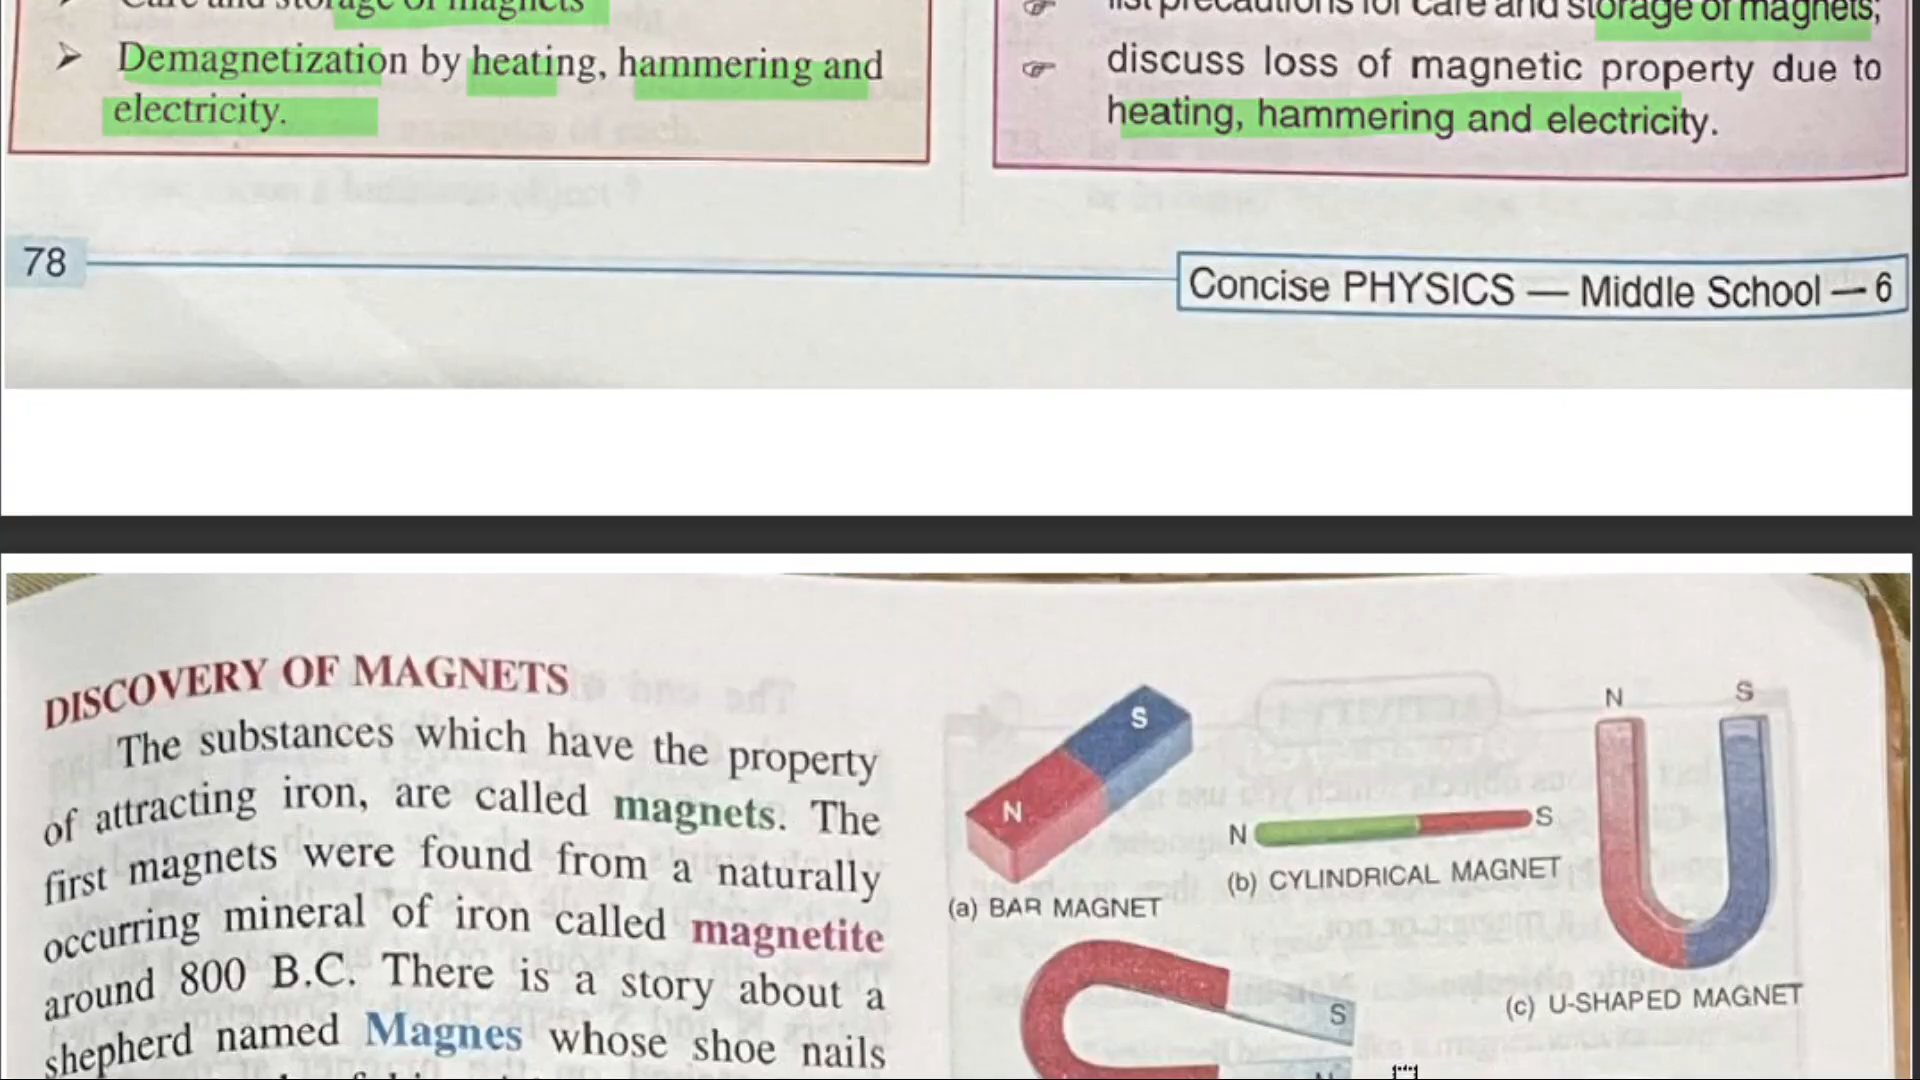 Care and storage of magnets
➢ Demagnetization by heating, hammering and
electricity.
☞ list precautions for care and storage of magnets;
☞ discuss loss of magnetic property due to
heating, hammering and electricity.
78
Concise PHYSICS — Middle School — 6
DISCOVERY OF MAGNETS
The substances which have the property
of attracting iron, are called magnets. The
first magnets were found from a naturally
occurring mineral of iron called magnetite
around 800 B.C. There is a story about a
shepherd named Magnes whose shoe nails
S
N
(a) BAR MAGNET
N
S
(b) CYLINDRICAL MAGNET
N
S
(c) U-SHAPED MAGNET
S
N